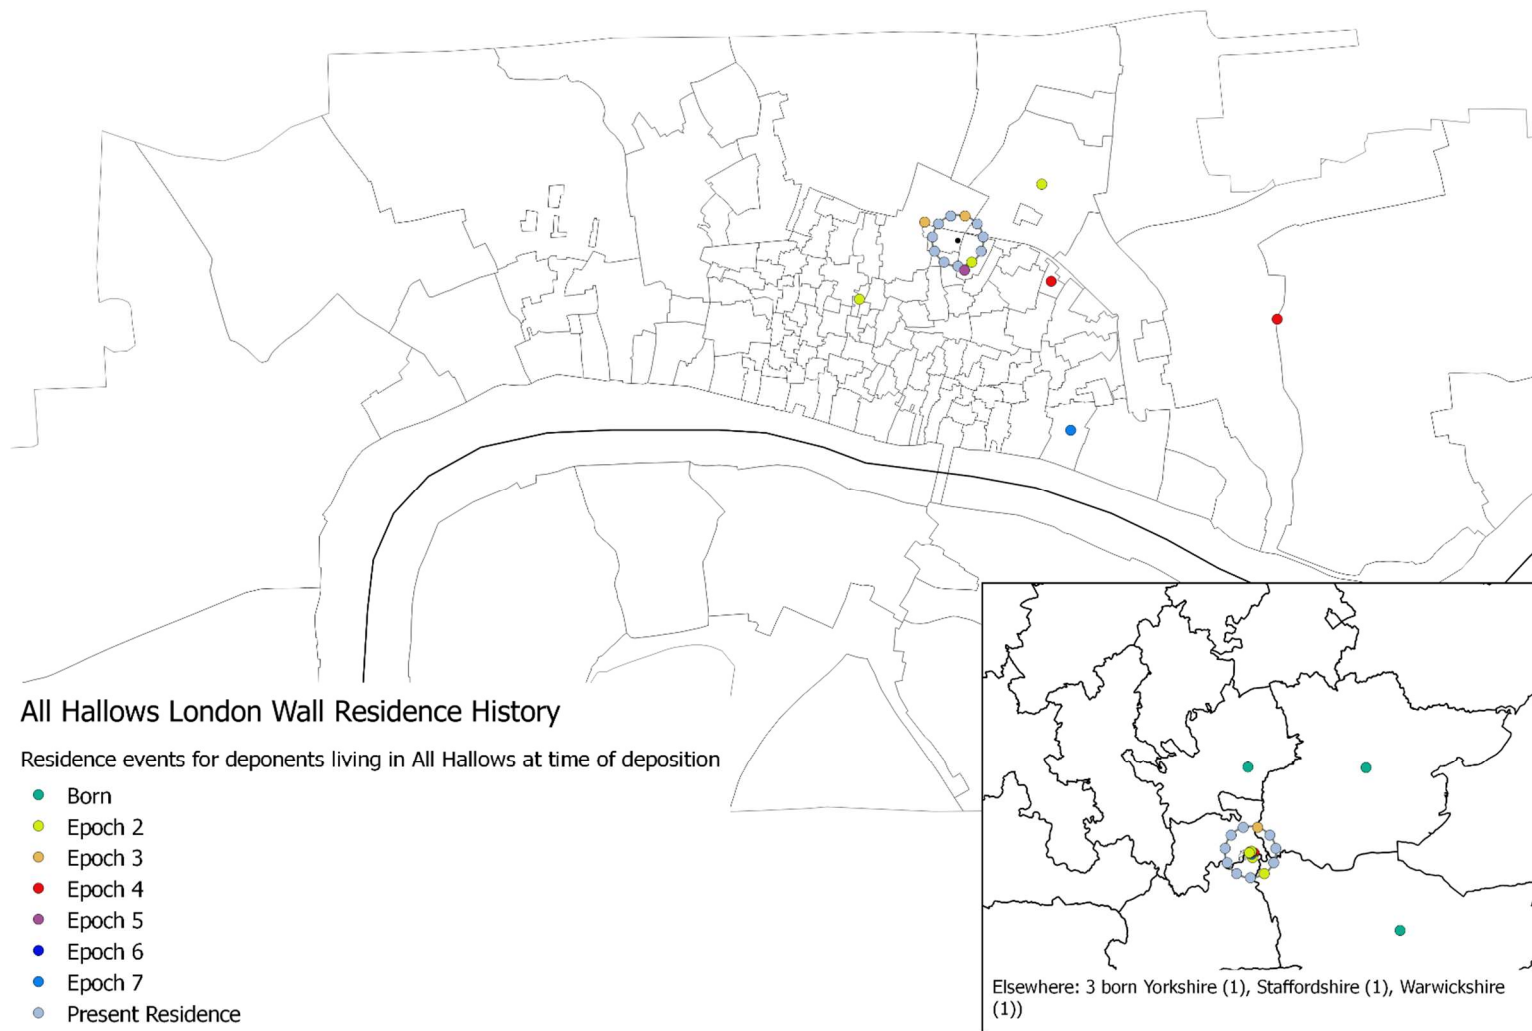 All Hallows London Wall Residence History
Residence events for deponents living in All Hallows at time of deposition
Born
Epoch 2
Epoch 3
Epoch 4
Epoch 5
Epoch 6
Epoch 7
Present Residence
Elsewhere: 3 born Yorkshire (1), Staffordshire (1), Warwickshire
(1))